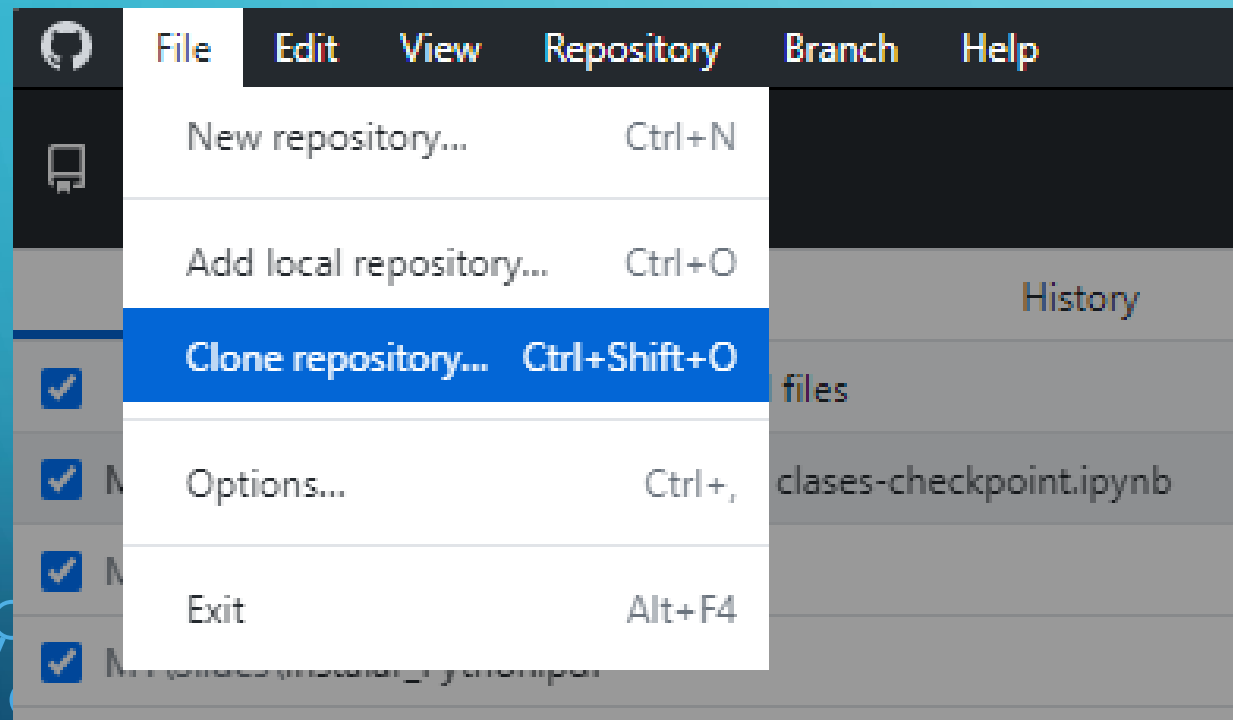 File Edit View Repository Branch Help
New repository... Ctrl+N
Add local repository... Ctrl+O
History
Clone repository... Ctrl+Shift+O
files
Options... Ctrl+,
clases-checkpoint.ipynb
Exit Alt+F4